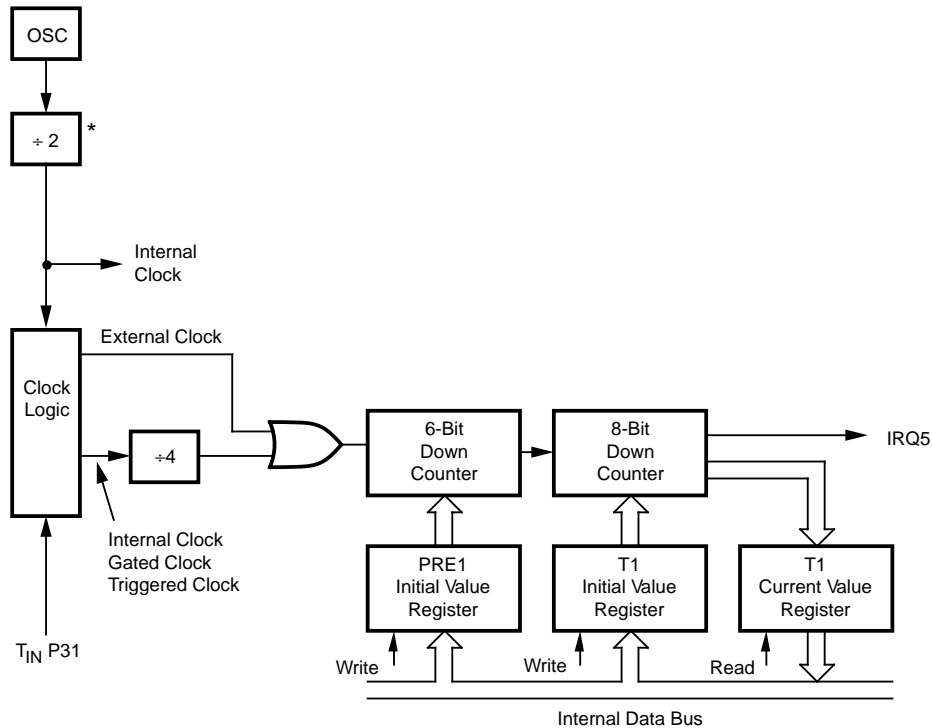 OSC
÷ 2
*
Internal
Clock
External Clock
Clock
Logic
÷4
6-Bit
Down
Counter
8-Bit
Down
Counter
IRQ5
Internal Clock
Gated Clock
Triggered Clock
PRE1
Initial Value
Register
T1
Initial Value
Register
T1
Current Value
Register
TIN P31
Write
Write
Read
Internal Data Bus